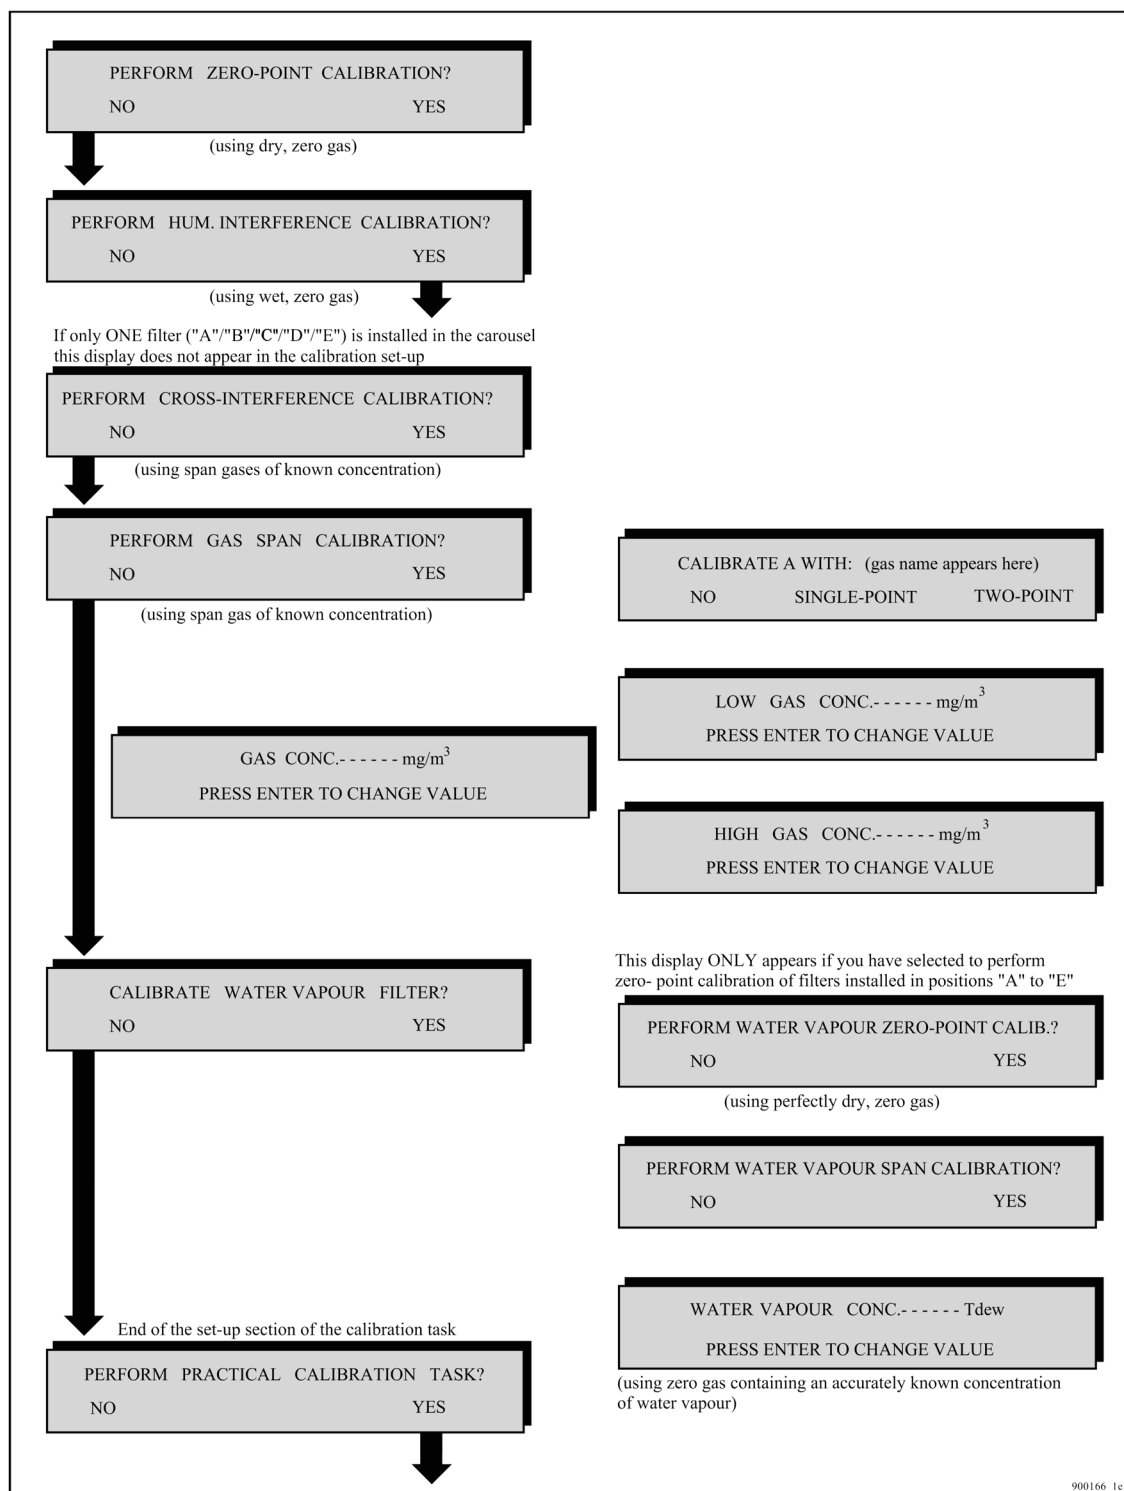 PERFORM ZERO-POINT CALIBRATION?
NO YES
(using dry, zero gas)
PERFORM HUM. INTERFERENCE CALIBRATION?
NO YES
(using wet, zero gas)
If only ONE filter ("A"/"B"/"C"/"D"/"E") is installed in the carousel
this display does not appear in the calibration set-up
PERFORM CROSS-INTERFERENCE CALIBRATION?
NO YES
(using span gases of known concentration)
PERFORM GAS SPAN CALIBRATION?
NO YES
(using span gas of known concentration)
CALIBRATE A WITH: (gas name appears here)
NO SINGLE-POINT TWO-POINT
LOW GAS CONC.- - - - - - mg/m³
PRESS ENTER TO CHANGE VALUE
GAS CONC.- - - - - - mg/m³
PRESS ENTER TO CHANGE VALUE
HIGH GAS CONC.- - - - - - mg/m³
PRESS ENTER TO CHANGE VALUE
CALIBRATE WATER VAPOUR FILTER?
NO YES
This display ONLY appears if you have selected to perform
zero- point calibration of filters installed in positions "A" to "E"
PERFORM WATER VAPOUR ZERO-POINT CALIB.?
NO YES
(using perfectly dry, zero gas)
PERFORM WATER VAPOUR SPAN CALIBRATION?
NO YES
WATER VAPOUR CONC.- - - - - - Tdew
PRESS ENTER TO CHANGE VALUE
(using zero gas containing an accurately known concentration
of water vapour)
End of the set-up section of the calibration task
PERFORM PRACTICAL CALIBRATION TASK?
NO YES
900166 1e